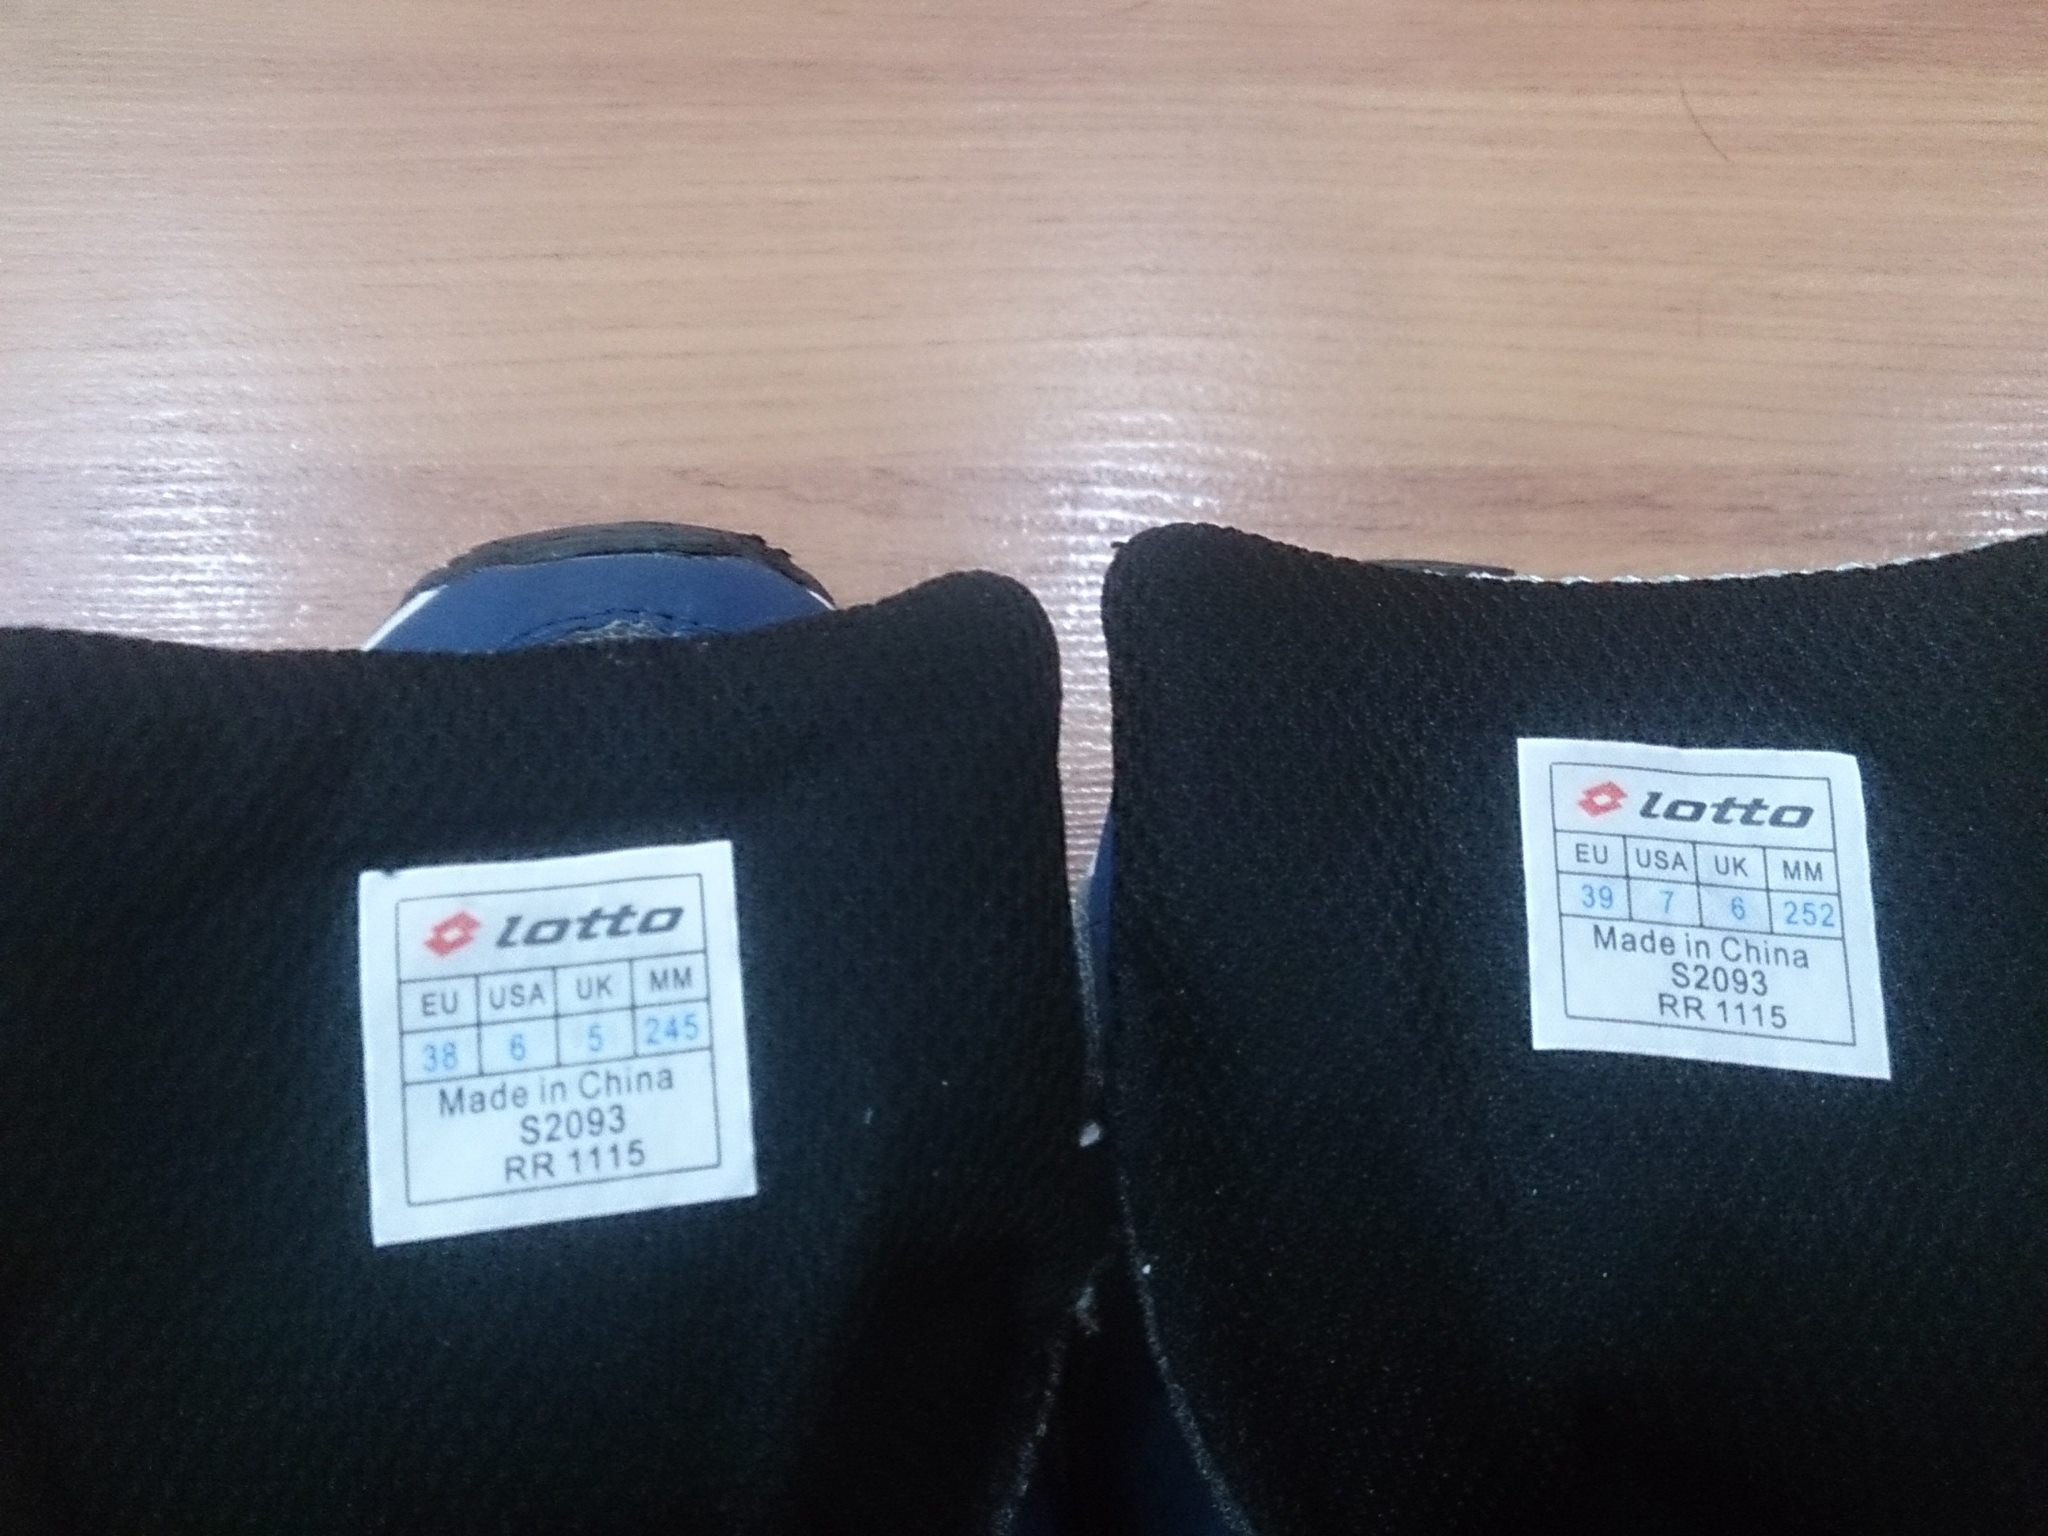 lotto
EU USA UK MM
38 6 5 245
Made in China
S2093
RR 1115
lotto
EU USA UK MM
39 7 6 252
Made in China
S2093
RR 1115